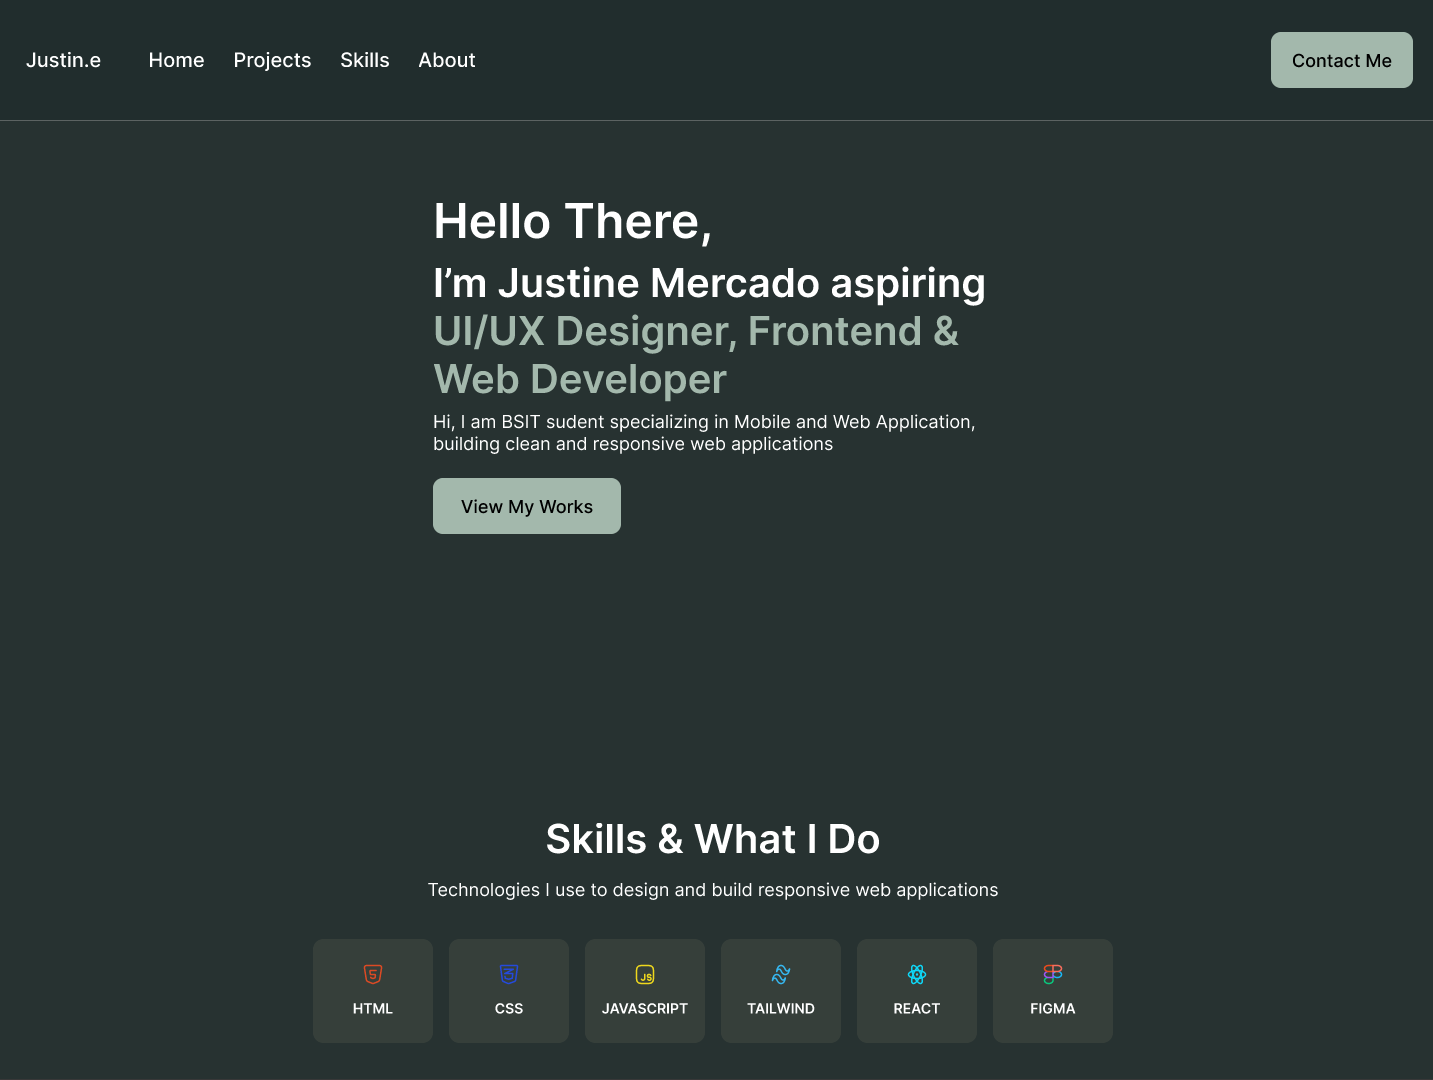 Justin.e Home Projects Skills About Contact Me
Hello There,
I’m Justine Mercado aspiring
UI/UX Designer, Frontend &
Web Developer
Hi, I am BSIT sudent specializing in Mobile and Web Application,
building clean and responsive web applications
View My Works
Skills & What I Do
Technologies I use to design and build responsive web applications
HTML CSS JAVASCRIPT TAILWIND REACT FIGMA